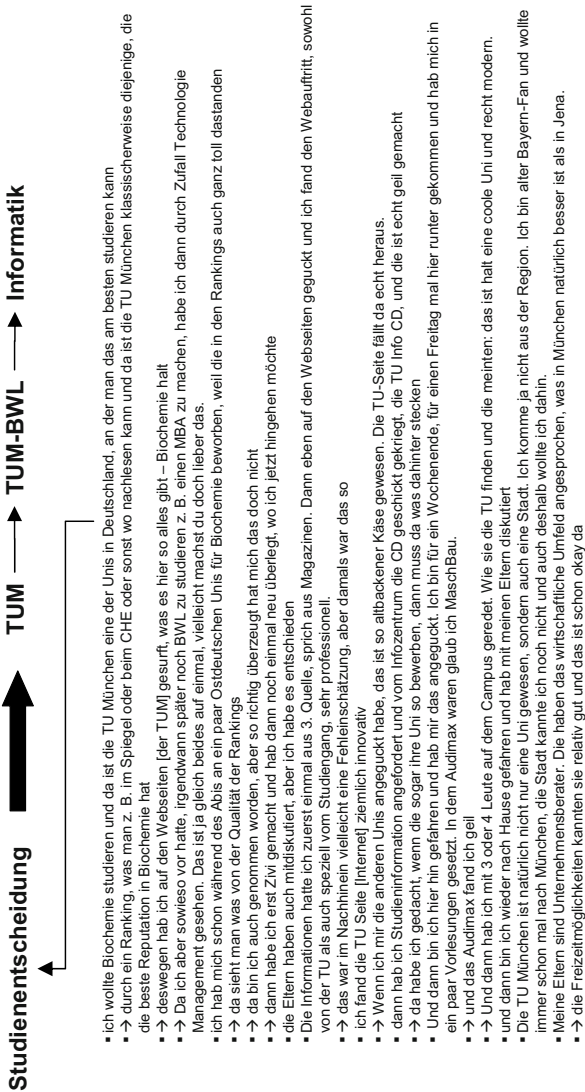 Studienentscheidung TUM → TUM-BWL → Informatik
▪ ich wollte Biochemie studieren und da ist die TU München eine der Unis in Deutschland, an der man das am besten studieren kann
▪ → durch ein Ranking, was man z. B. im Spiegel oder beim CHE oder sonst wo nachlesen kann und da ist die TU München klassischerweise diejenige, die
die beste Reputation in Biochemie hat
▪ deswegen hab ich auf den Webseiten [der TUM] gesurft, was es hier so alles gibt – Biochemie halt
▪ → Da ich aber sowieso vor hatte, irgendwann später noch BWL zu studieren z. B. einen MBA zu machen, habe ich dann durch Zufall Technologie
Management gesehen. Das ist ja gleich beides auf einmal, vielleicht machst du doch lieber das.
▪ ich hab mich schon während des Abis an ein paar Ostdeutschen Unis für Biochemie beworben, weil die in den Rankings auch ganz toll dastanden
▪ → da sieht man was von der Qualität der Rankings
▪ → da bin ich auch genommen worden, aber so richtig überzeugt hat mich das doch nicht
▪ → dann habe ich erst Zivi gemacht und hab dann noch einmal neu überlegt, wo ich jetzt hingehen möchte
▪ die Eltern haben auch mitdiskutiert, aber ich habe es entschieden
▪ Die Informationen hatte ich zuerst einmal aus 3. Quelle, sprich aus Magazinen. Dann eben auf den Webseiten geguckt und ich fand den Webauftritt, sowohl
von der TU als auch speziell vom Studiengang, sehr professionell.
▪ → das war im Nachhinein vielleicht eine Fehleinschätzung, aber damals war das so
▪ ich fand die TU Seite [Internet] ziemlich innovativ
▪ → Wenn ich mir die anderen Unis angeguckt habe, das ist so altbackener Käse gewesen. Die TU-Seite fällt da echt heraus.
▪ dann hab ich Studieninformation angefordert und vom Infozentrum die CD geschickt gekriegt, die TU Info CD, und die ist echt geil gemacht
▪ → da habe ich gedacht, wenn die sogar ihre Uni so bewerben, dann muss da was dahinter stecken
▪ Und dann bin ich hier hin gefahren und hab mir das angeguckt. Ich bin für ein Wochenende, für einen Freitag mal hier runter gekommen und hab mich in
ein paar Vorlesungen gesetzt. In dem Audimax waren glaub ich MaschBau.
▪ → und das Audimax fand ich geil
▪ → Und dann hab ich mit 3 oder 4 Leute auf dem Campus geredet. Wie sie die TU finden und die meinten: das ist halt eine coole Uni und recht modern.
▪ und dann bin ich wieder nach Hause gefahren und hab mit meinen Eltern diskutiert
▪ Die TU München ist natürlich nicht nur eine Uni gewesen, sondern auch eine Stadt. Ich komme ja nicht aus der Region. Ich bin alter Bayern-Fan und wollte
immer schon mal nach München, die Stadt kannte ich noch nicht und auch deshalb wollte ich dahin.
▪ Meine Eltern sind Unternehmensberater. Die haben das wirtschaftliche Umfeld angesprochen, was in München natürlich besser ist als in Jena.
▪ → die Freizeitmöglichkeiten kannten sie relativ gut und das ist schon okay da